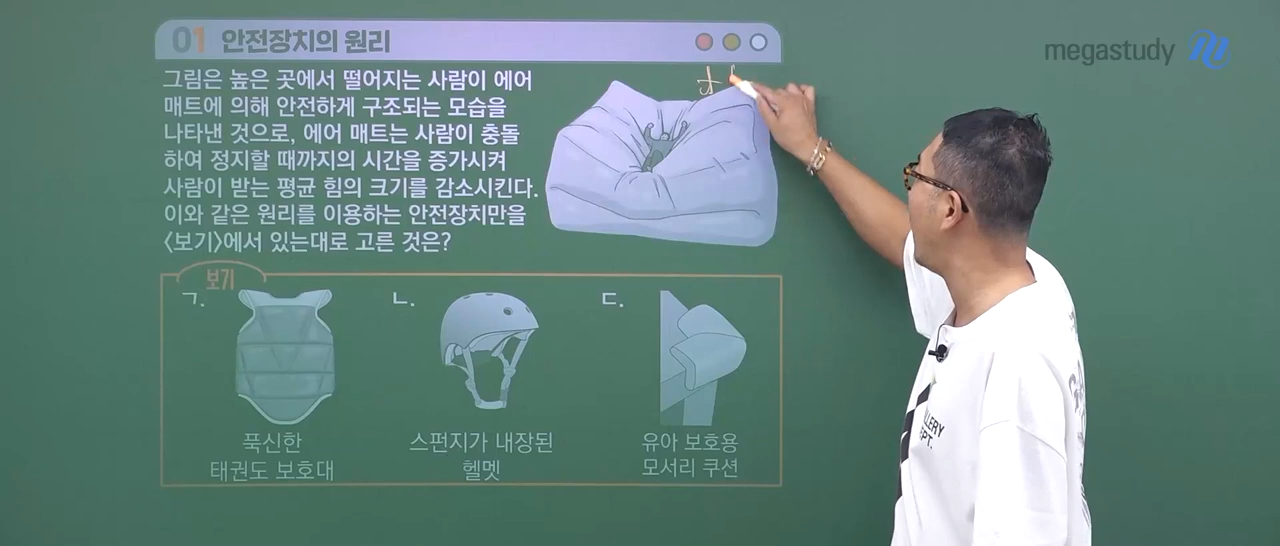 01 안전장치의 원리
megastudy
그림은 높은 곳에서 떨어지는 사람이 에어
매트에 의해 안전하게 구조되는 모습을
나타낸 것으로, 에어 매트는 사람이 충돌
하여 정지할 때까지의 시간을 증가시켜
사람이 받는 평균 힘의 크기를 감소시킨다.
이와 같은 원리를 이용하는 안전장치만을
<보기>에서 있는대로 고른 것은?
보기
ㄱ. ㄴ. ㄷ.
푹신한
태권도 보호대
스펀지가 내장된
헬멧
유아 보호용
모서리 쿠션